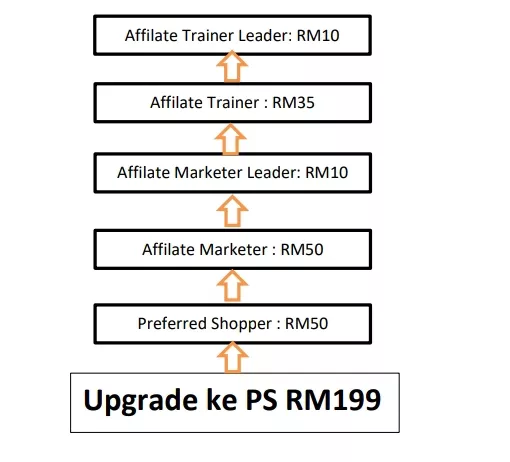 Affilate Trainer Leader: RM10
Affilate Trainer : RM35
Affilate Marketer Leader: RM10
Affilate Marketer : RM50
Preferred Shopper : RM50
Upgrade ke PS RM199